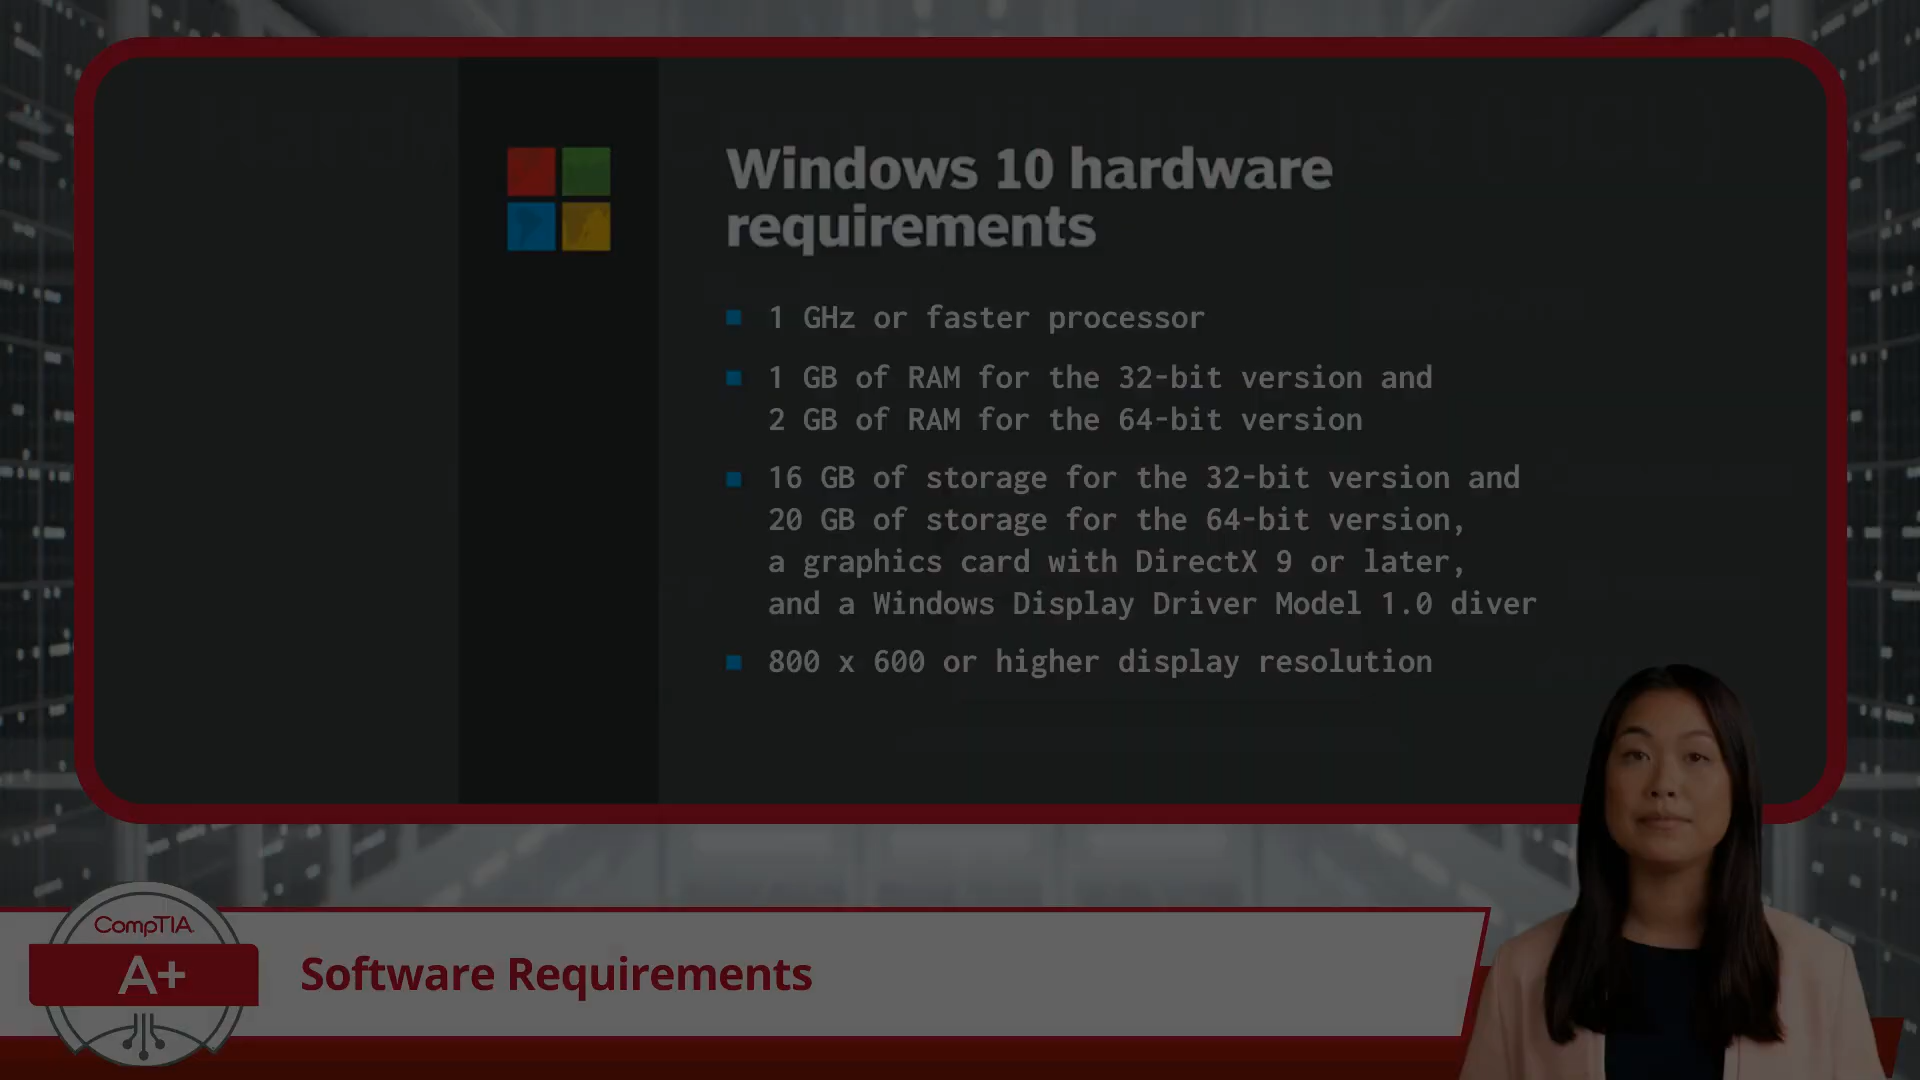 Windows 10 hardware
requirements
1 GHz or faster processor
1 GB of RAM for the 32-bit version and
2 GB of RAM for the 64-bit version
16 GB of storage for the 32-bit version and
20 GB of storage for the 64-bit version,
a graphics card with DirectX 9 or later,
and a Windows Display Driver Model 1.0 diver
800 x 600 or higher display resolution
CompTIA
A+
Software Requirements